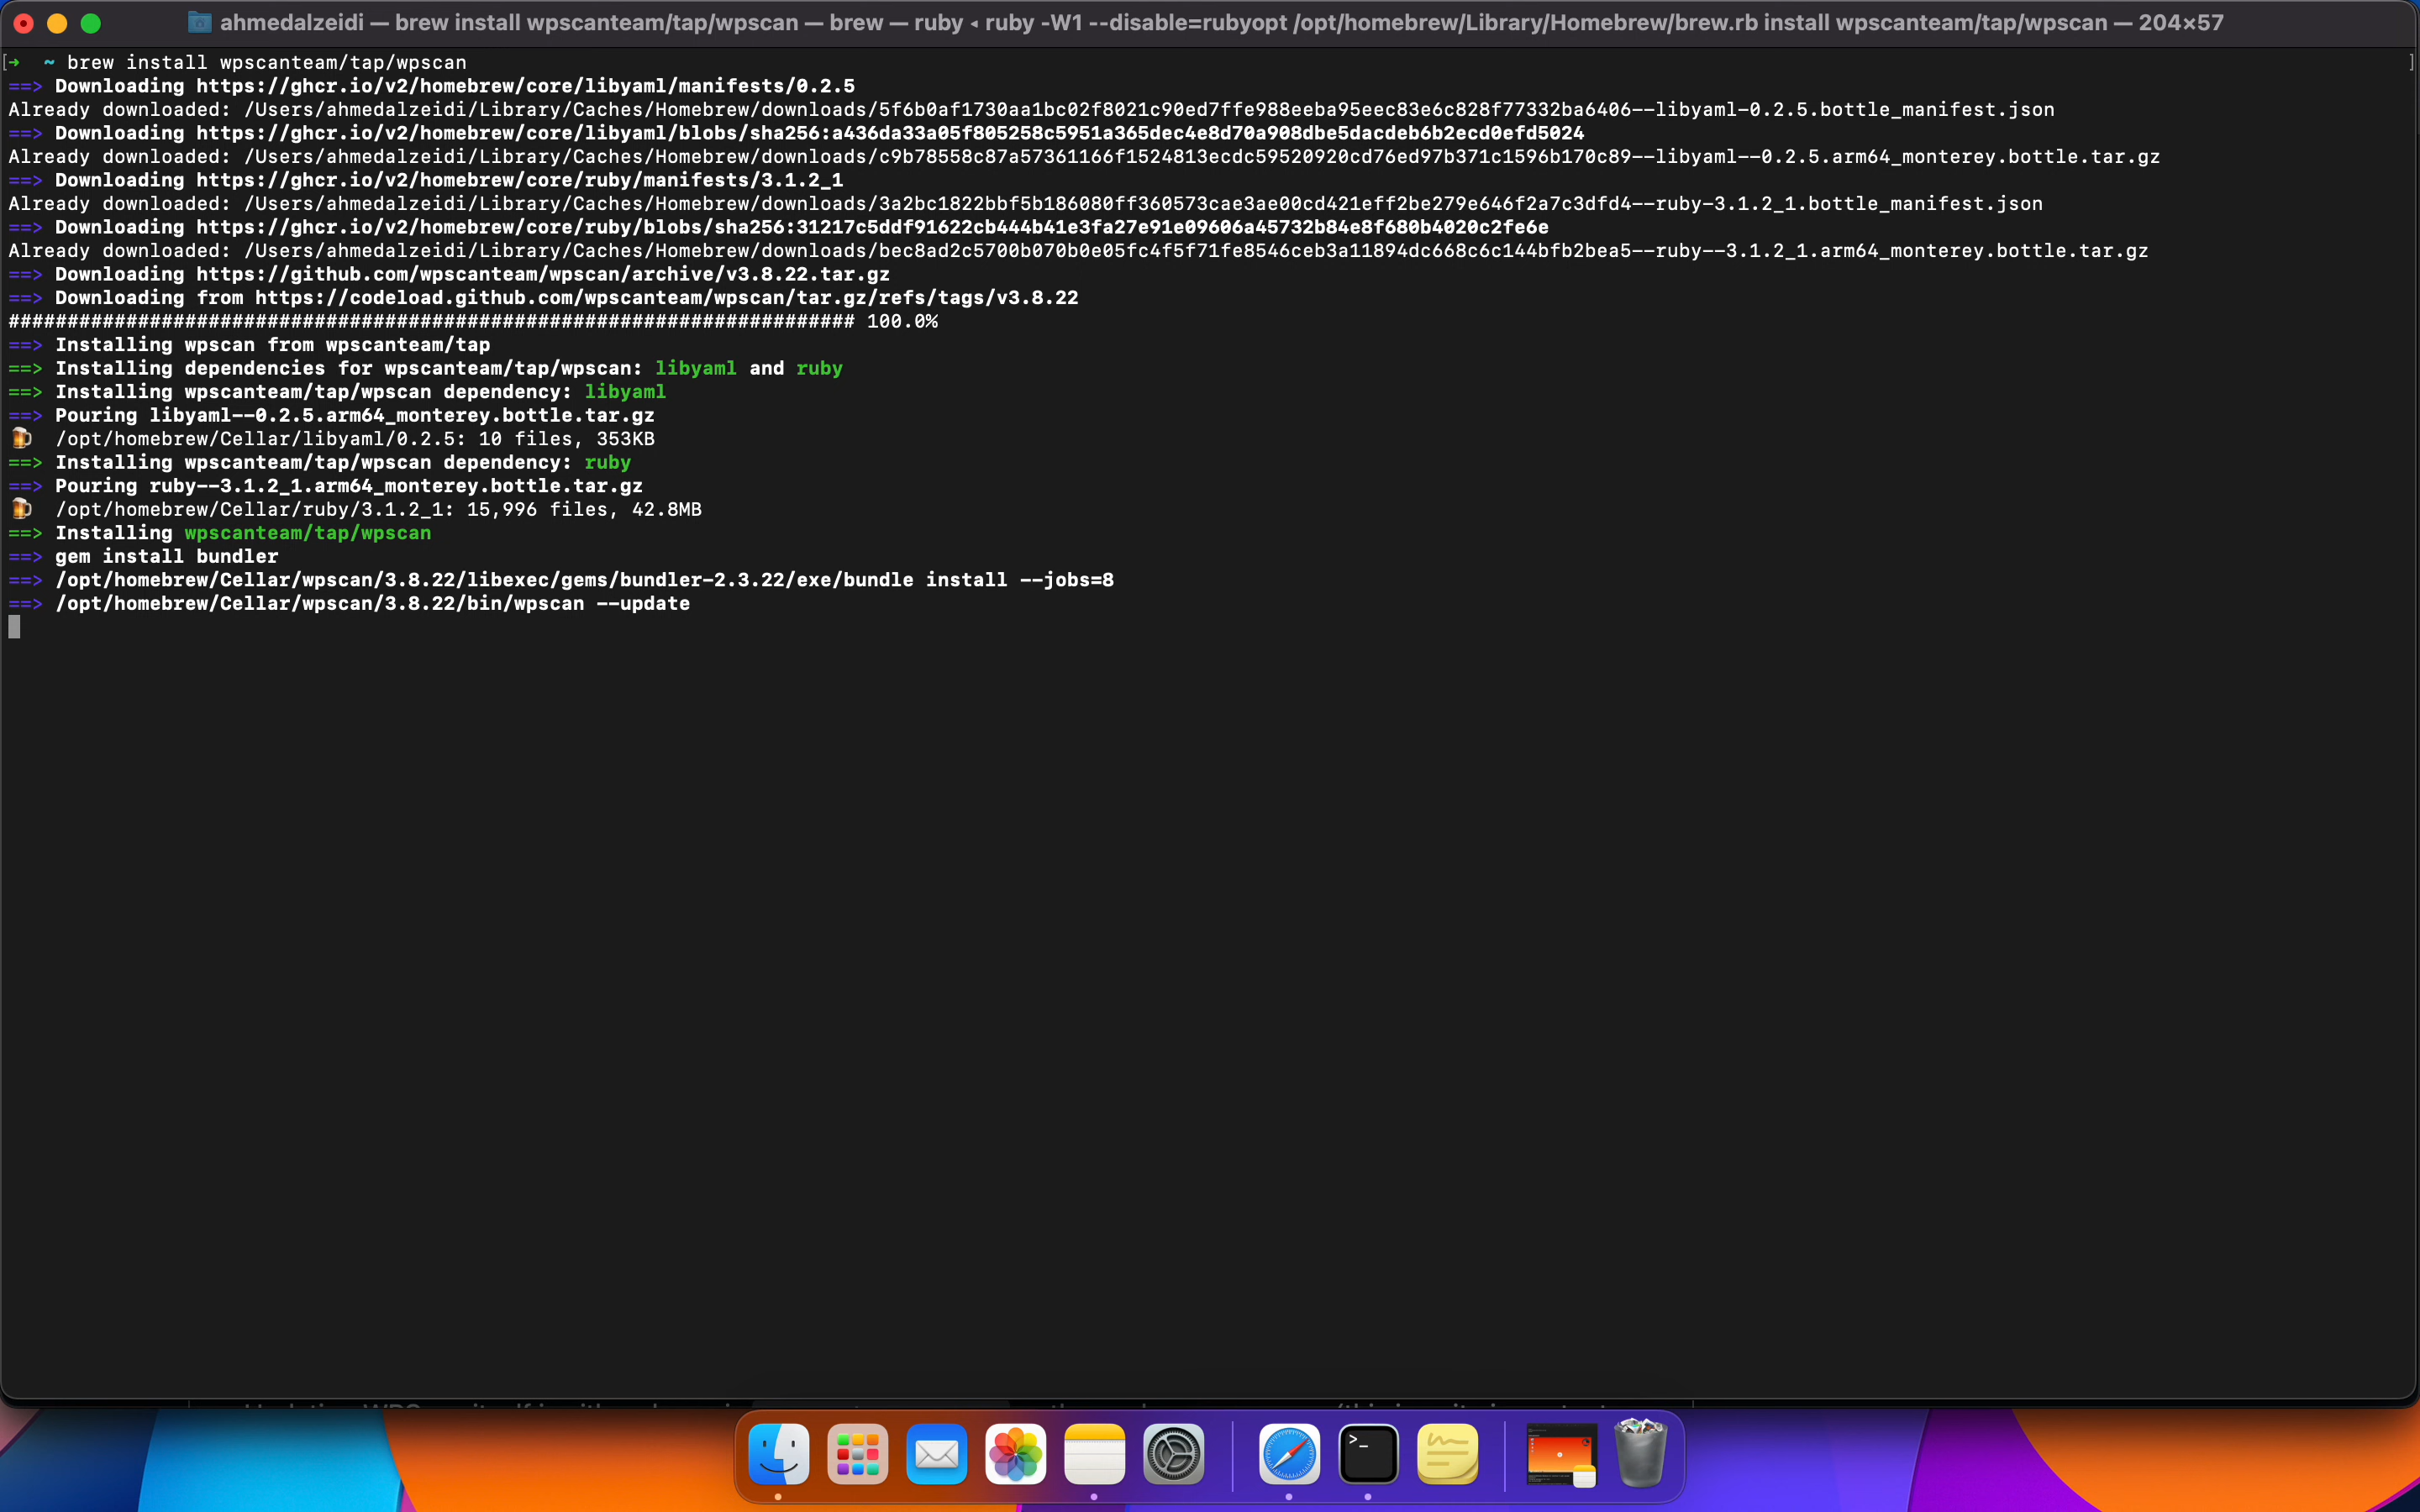 ahmedalzeidi — brew install wpscanteam/tap/wpscan — brew — ruby ◂ ruby -W1 --disable=rubyopt /opt/homebrew/Library/Homebrew/brew.rb install wpscanteam/tap/wpscan — 204×57
[➜  ~ brew install wpscanteam/tap/wpscan ]
==> Downloading https://ghcr.io/v2/homebrew/core/libyaml/manifests/0.2.5
Already downloaded: /Users/ahmedalzeidi/Library/Caches/Homebrew/downloads/5f6b0af1730aa1bc02f8021c90ed7ffe988eeba95eec83e6c828f77332ba6406--libyaml-0.2.5.bottle_manifest.json
==> Downloading https://ghcr.io/v2/homebrew/core/libyaml/blobs/sha256:a436da33a05f805258c5951a365dec4e8d70a908dbe5dacdeb6b2ecd0efd5024
Already downloaded: /Users/ahmedalzeidi/Library/Caches/Homebrew/downloads/c9b78558c87a57361166f1524813ecdc59520920cd76ed97b371c1596b170c89--libyaml--0.2.5.arm64_monterey.bottle.tar.gz
==> Downloading https://ghcr.io/v2/homebrew/core/ruby/manifests/3.1.2_1
Already downloaded: /Users/ahmedalzeidi/Library/Caches/Homebrew/downloads/3a2bc1822bbf5b186080ff360573cae3ae00cd421eff2be279e646f2a7c3dfd4--ruby-3.1.2_1.bottle_manifest.json
==> Downloading https://ghcr.io/v2/homebrew/core/ruby/blobs/sha256:31217c5ddf91622cb444b41e3fa27e91e09606a45732b84e8f680b4020c2fe6e
Already downloaded: /Users/ahmedalzeidi/Library/Caches/Homebrew/downloads/bec8ad2c5700b070b0e05fc4f5f71fe8546ceb3a11894dc668c6c144bfb2bea5--ruby--3.1.2_1.arm64_monterey.bottle.tar.gz
==> Downloading https://github.com/wpscanteam/wpscan/archive/v3.8.22.tar.gz
==> Downloading from https://codeload.github.com/wpscanteam/wpscan/tar.gz/refs/tags/v3.8.22
######################################################################## 100.0%
==> Installing wpscan from wpscanteam/tap
==> Installing dependencies for wpscanteam/tap/wpscan: libyaml and ruby
==> Installing wpscanteam/tap/wpscan dependency: libyaml
==> Pouring libyaml--0.2.5.arm64_monterey.bottle.tar.gz
🍺  /opt/homebrew/Cellar/libyaml/0.2.5: 10 files, 353KB
==> Installing wpscanteam/tap/wpscan dependency: ruby
==> Pouring ruby--3.1.2_1.arm64_monterey.bottle.tar.gz
🍺  /opt/homebrew/Cellar/ruby/3.1.2_1: 15,996 files, 42.8MB
==> Installing wpscanteam/tap/wpscan
==> gem install bundler
==> /opt/homebrew/Cellar/wpscan/3.8.22/libexec/gems/bundler-2.3.22/exe/bundle install --jobs=8
==> /opt/homebrew/Cellar/wpscan/3.8.22/bin/wpscan --update